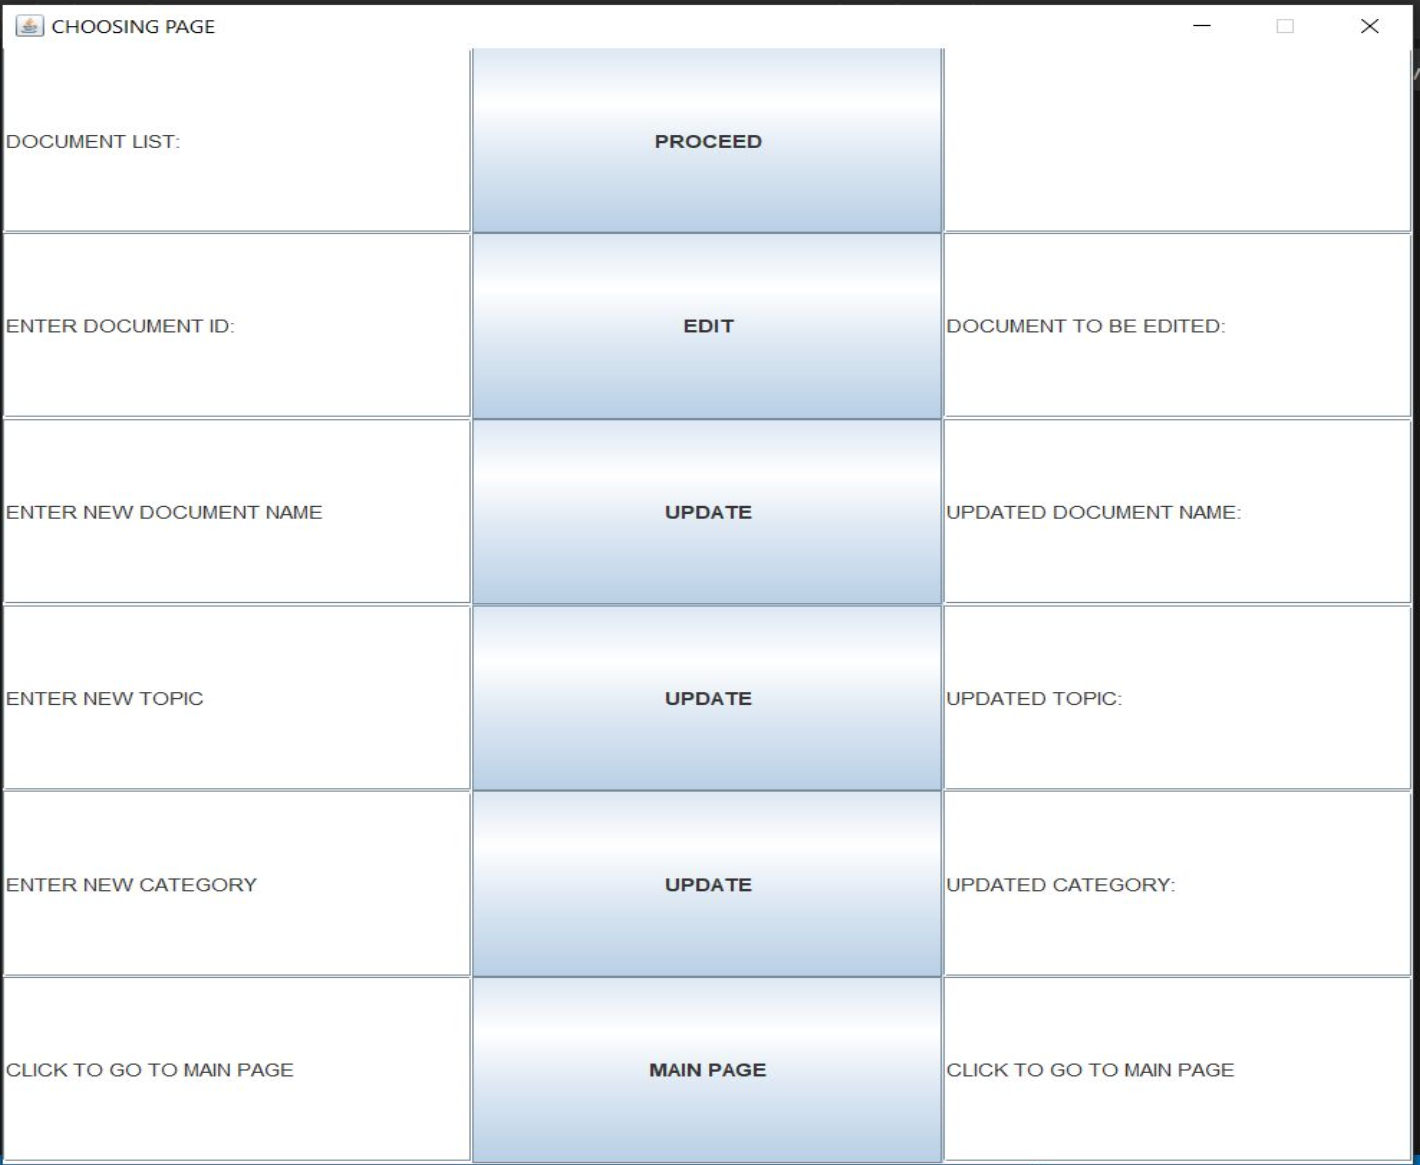 CHOOSING PAGE
DOCUMENT LIST:
PROCEED
ENTER DOCUMENT ID:
EDIT
DOCUMENT TO BE EDITED:
ENTER NEW DOCUMENT NAME
UPDATE
UPDATED DOCUMENT NAME:
ENTER NEW TOPIC
UPDATE
UPDATED TOPIC:
ENTER NEW CATEGORY
UPDATE
UPDATED CATEGORY:
CLICK TO GO TO MAIN PAGE
MAIN PAGE
CLICK TO GO TO MAIN PAGE